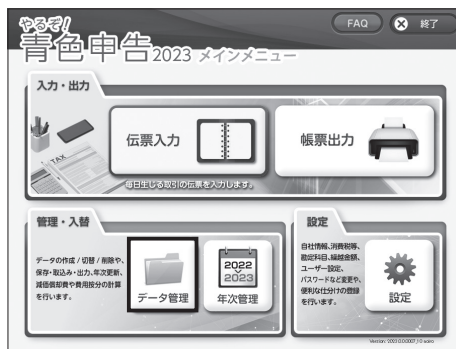 やるぞ！
青色申告2023 メインメニュー
FAQ
終了
入力・出力
伝票入力
帳票出力
毎日生じる取引の伝票を入力します。
管理・入替
データの作成 / 切替 / 削除や、
保存・取込み・出力、年次更新、
減価償却費や費用按分の計算
を行います。
データ管理
2022
2023
年次管理
設定
自社情報、消費税等、
勘定科目、繰越金額、
ユーザー設定、
パスワードなど変更や、
便利な仕分けの登録
を行います。
設定
TAX